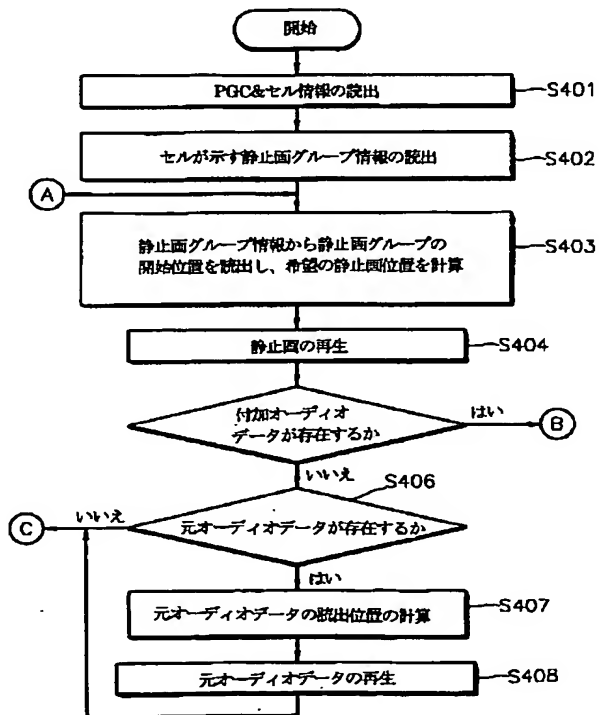 開始
PGC&セル情報の読出
S401
セルが示す静止画グループ情報の読出
S402
A
静止画グループ情報から静止画グループの
開始位置を読出し、希望の静止画位置を計算
S403
静止画の再生
S404
付加オーディオ
データが存在するか
はい
B
いいえ
S406
元オーディオデータが存在するか
いいえ
C
はい
元オーディオデータの読出位置の計算
S407
元オーディオデータの再生
S408